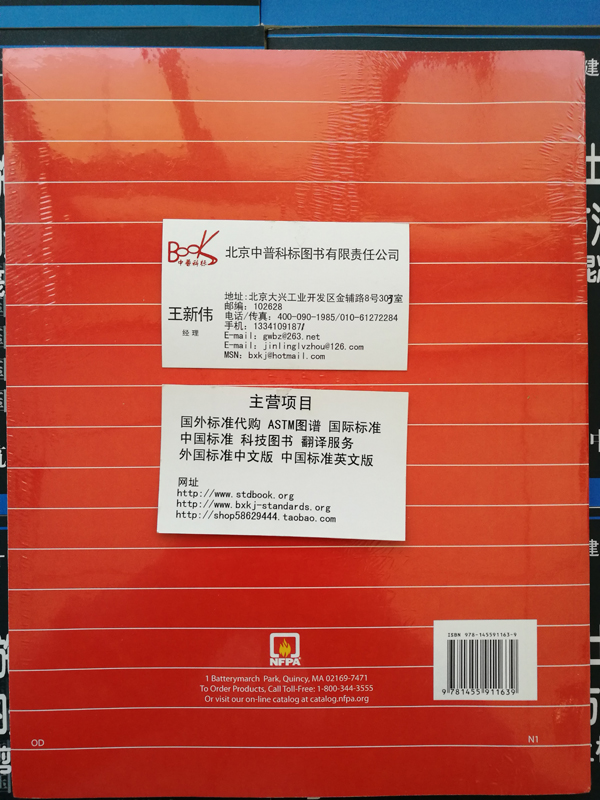 Book
中普科标
北京中普科标图书有限责任公司
王新伟
经理
地址:北京大兴工业开发区金辅路8号309室
邮编:102628
电话/传真:400-090-1985/010-61272284
手机:13341091871
E-mail:gwbz@263.net
E-mail:jinlinglvzhou@126.com
MSN:bxkj@hotmail.com
主营项目
国外标准代购 ASTM图谱 国际标准
中国标准 科技图书 翻译服务
外国标准中文版 中国标准英文版
网址
http://www.stdbook.org
http://www.bxkj-standards.org
http://shop58629444.taobao.com
NFPA
1 Batterymarch Park, Quincy, MA 02169-7471
To Order Products, Call Toll-Free: 1-800-344-3555
Or visit our on-line catalog at catalog.nfpa.org
ISBN 978-145591163-9
9 781455 911639
OD
N1